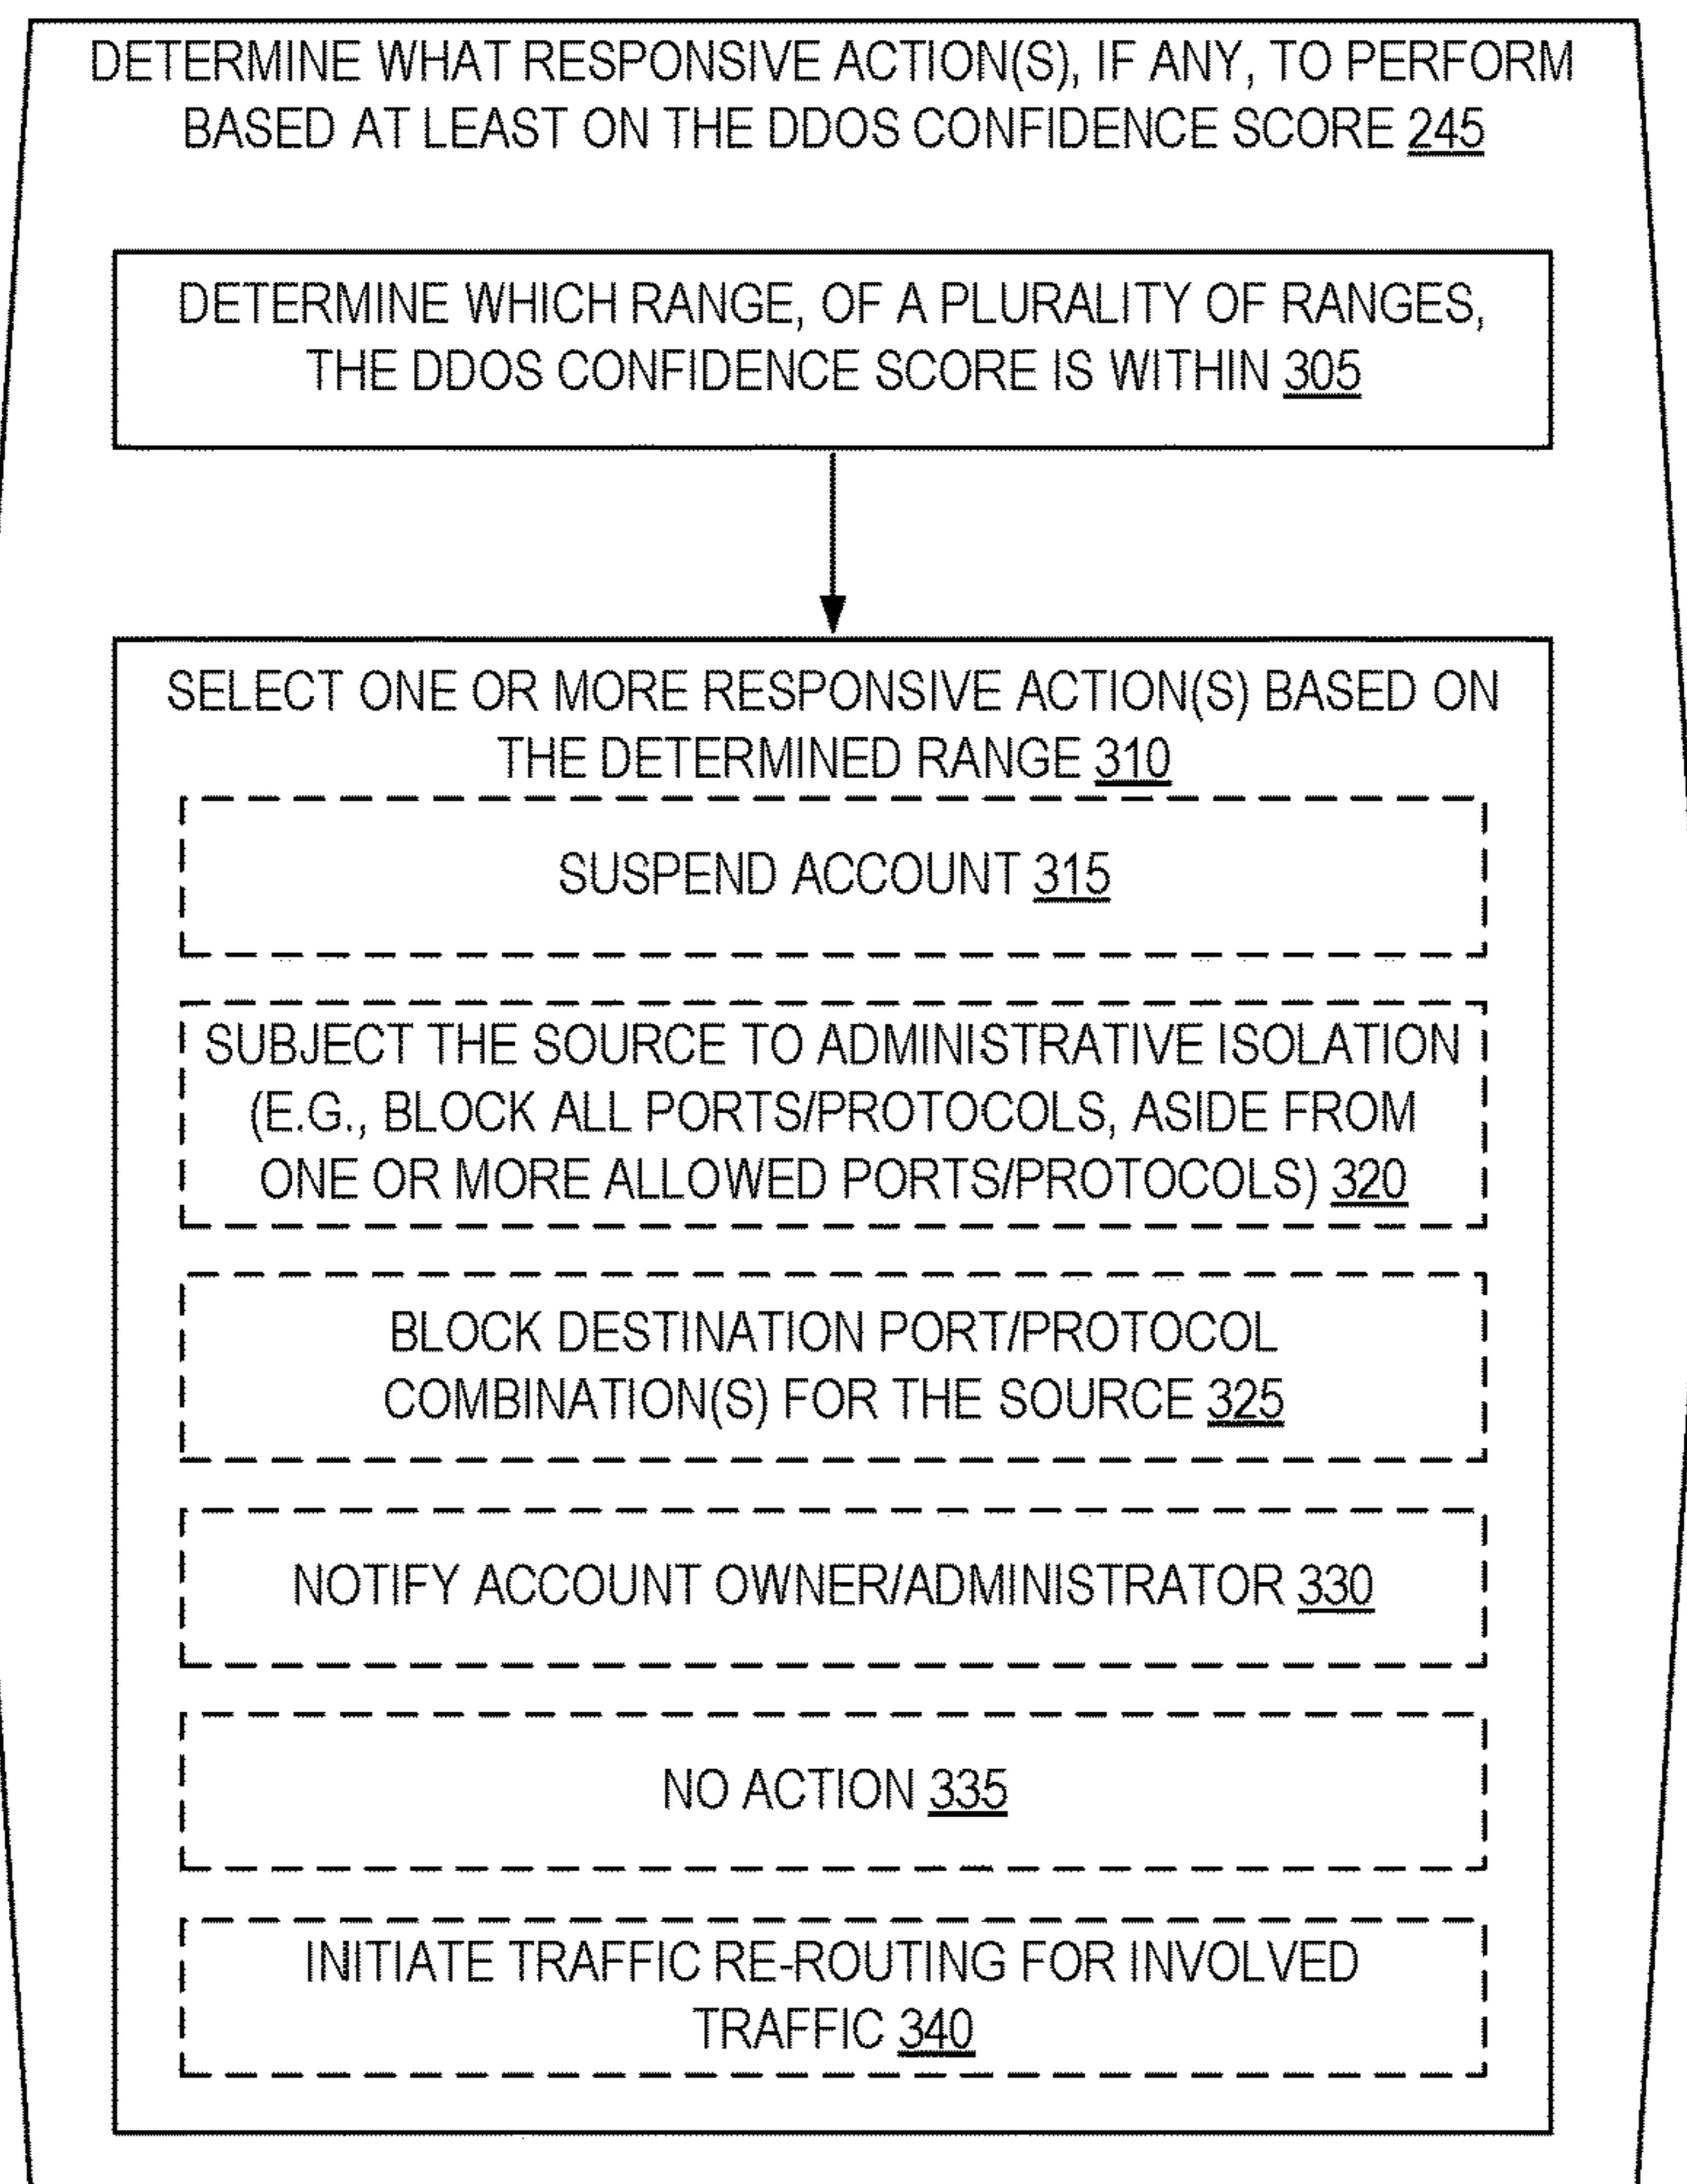 DETERMINE WHAT RESPONSIVE ACTION(S), IF ANY, TO PERFORM
BASED AT LEAST ON THE DDOS CONFIDENCE SCORE 245
DETERMINE WHICH RANGE, OF A PLURALITY OF RANGES,
THE DDOS CONFIDENCE SCORE IS WITHIN 305
SELECT ONE OR MORE RESPONSIVE ACTION(S) BASED ON
THE DETERMINED RANGE 310
SUSPEND ACCOUNT 315
SUBJECT THE SOURCE TO ADMINISTRATIVE ISOLATION
(E.G., BLOCK ALL PORTS/PROTOCOLS, ASIDE FROM
ONE OR MORE ALLOWED PORTS/PROTOCOLS) 320
BLOCK DESTINATION PORT/PROTOCOL
COMBINATION(S) FOR THE SOURCE 325
NOTIFY ACCOUNT OWNER/ADMINISTRATOR 330
NO ACTION 335
INITIATE TRAFFIC RE-ROUTING FOR INVOLVED
TRAFFIC 340